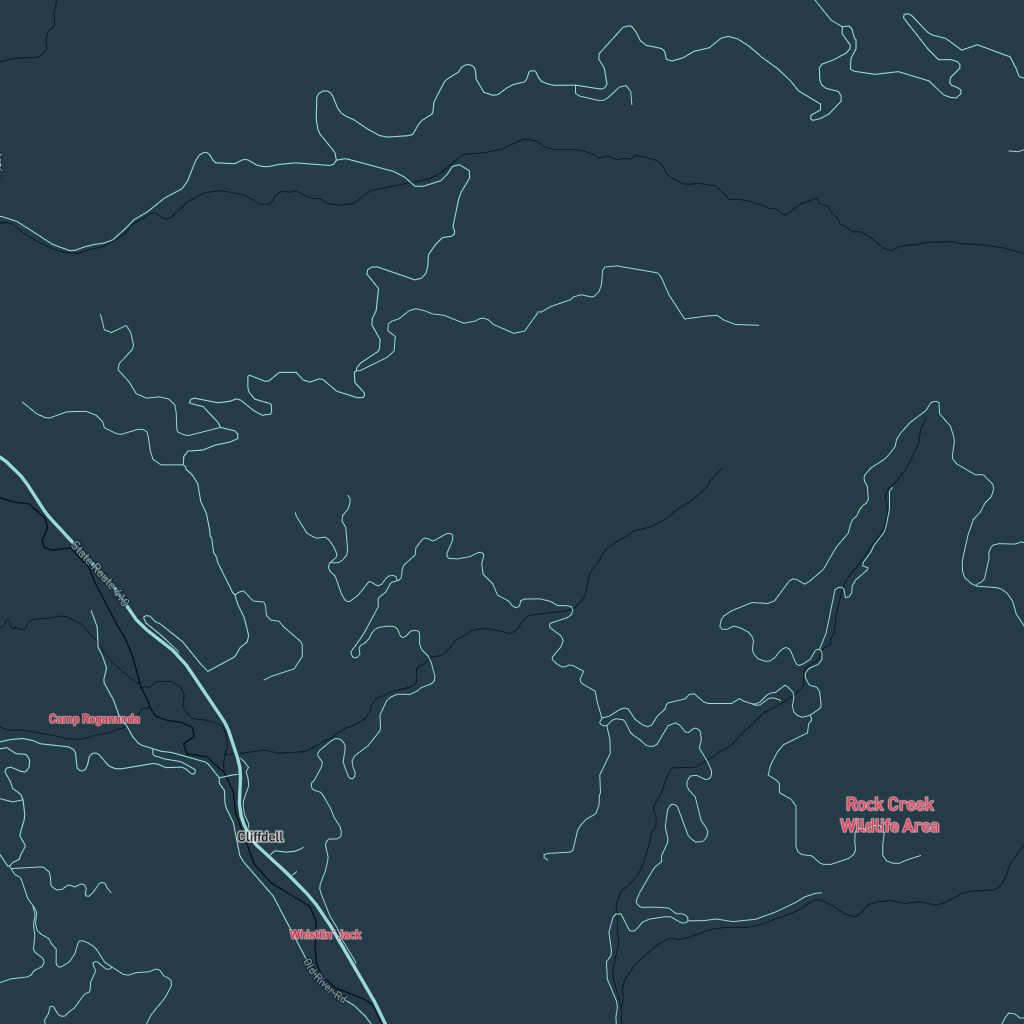 State Route 410
Camp Roganunda
Rock Creek
Wildlife Area
Cliffdell
Whistlin' Jack
Old River Rd